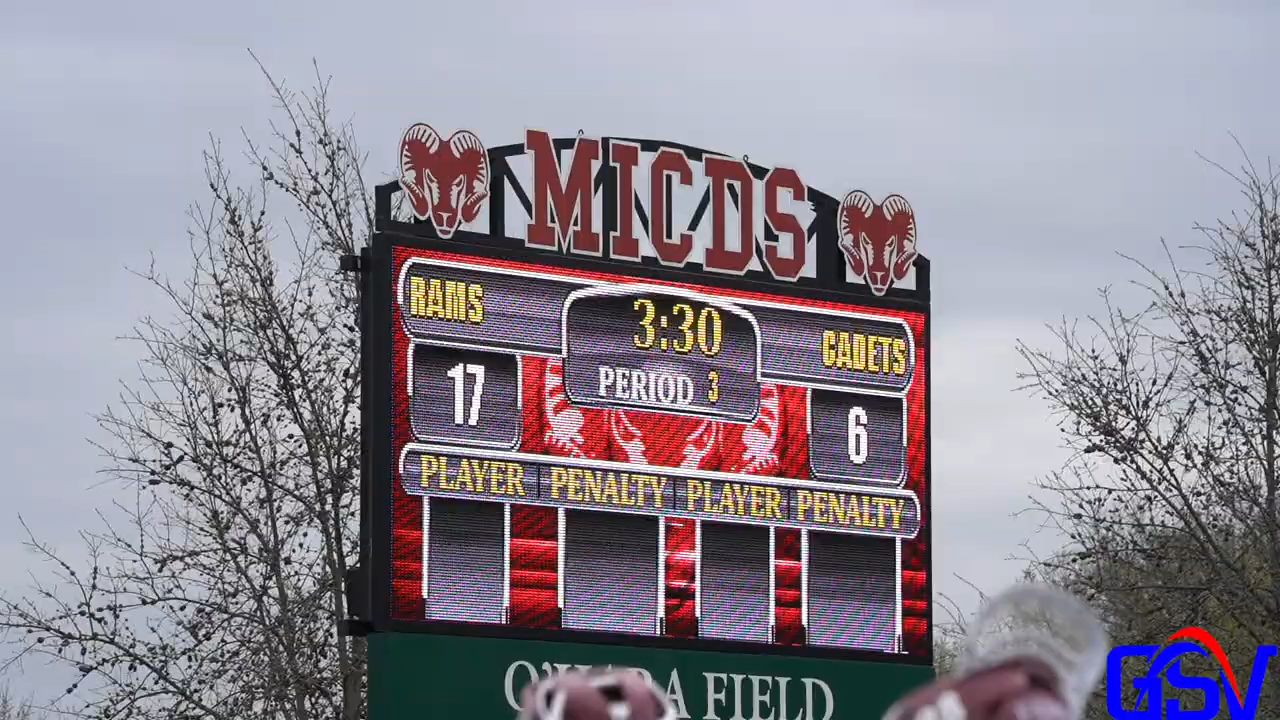 MICDS
RAMS
3:30
CADETS
17
PERIOD 3
6
PLAYER PENALTY PLAYER PENALTY
FIELD
GSV